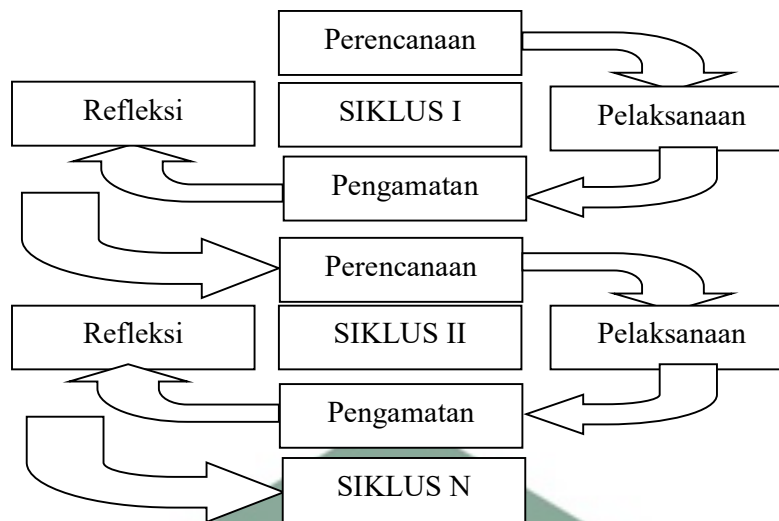 Perencanaan
Refleksi
SIKLUS I
Pelaksanaan
Pengamatan
Perencanaan
Refleksi
SIKLUS II
Pelaksanaan
Pengamatan
SIKLUS N